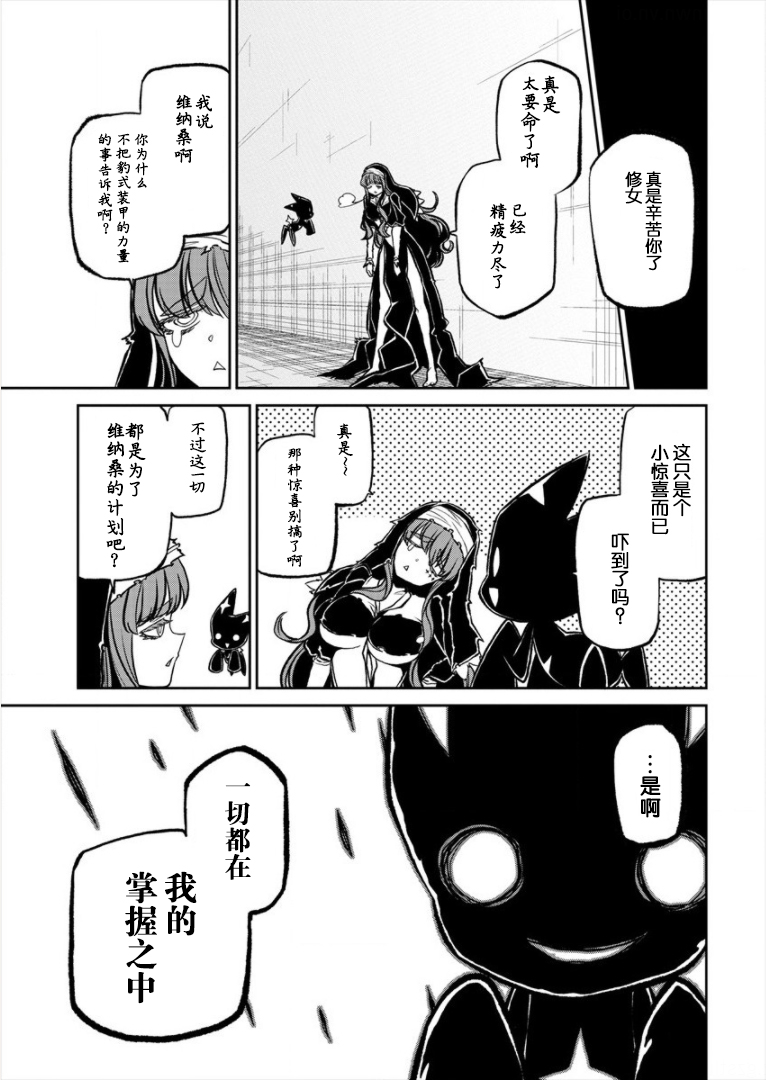 真是辛苦你了
修女
真是
太要命了啊
已经
精疲力尽了
我说
维纳桑啊
你为什么
不把豹式装甲的力量
的事告诉我啊？
这只是个
小惊喜而已
吓到了吗？
真是～～
那种惊喜别搞了啊
不过这一切
都是为了
维纳桑的计划吧？
…是啊
一切都在
我的
掌握之中